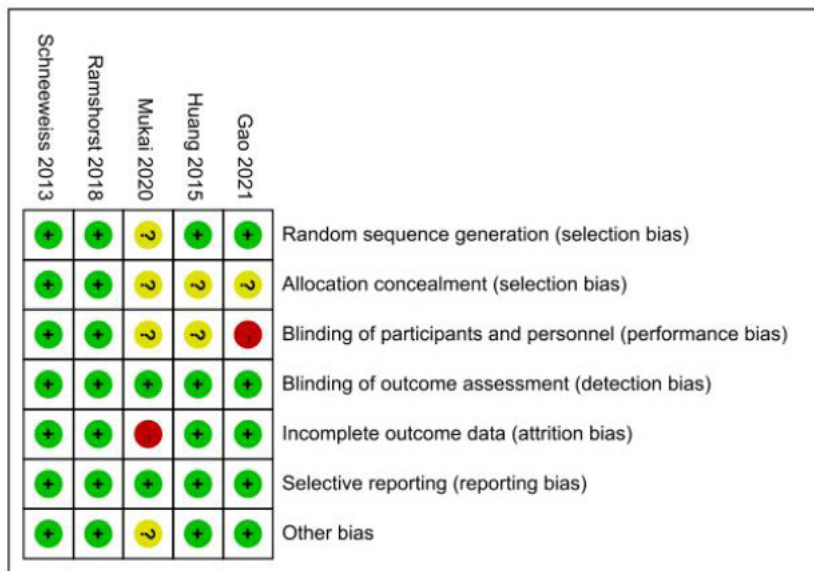 Schneeweiss 2013
Ramshorst 2018
Mukai 2020
Huang 2015
Gao 2021
+ + ? + + Random sequence generation (selection bias)
+ + ? ? ? Allocation concealment (selection bias)
+ + ? ? - Blinding of participants and personnel (performance bias)
+ + + + + Blinding of outcome assessment (detection bias)
+ + - + + Incomplete outcome data (attrition bias)
+ + + + + Selective reporting (reporting bias)
+ + ? + + Other bias